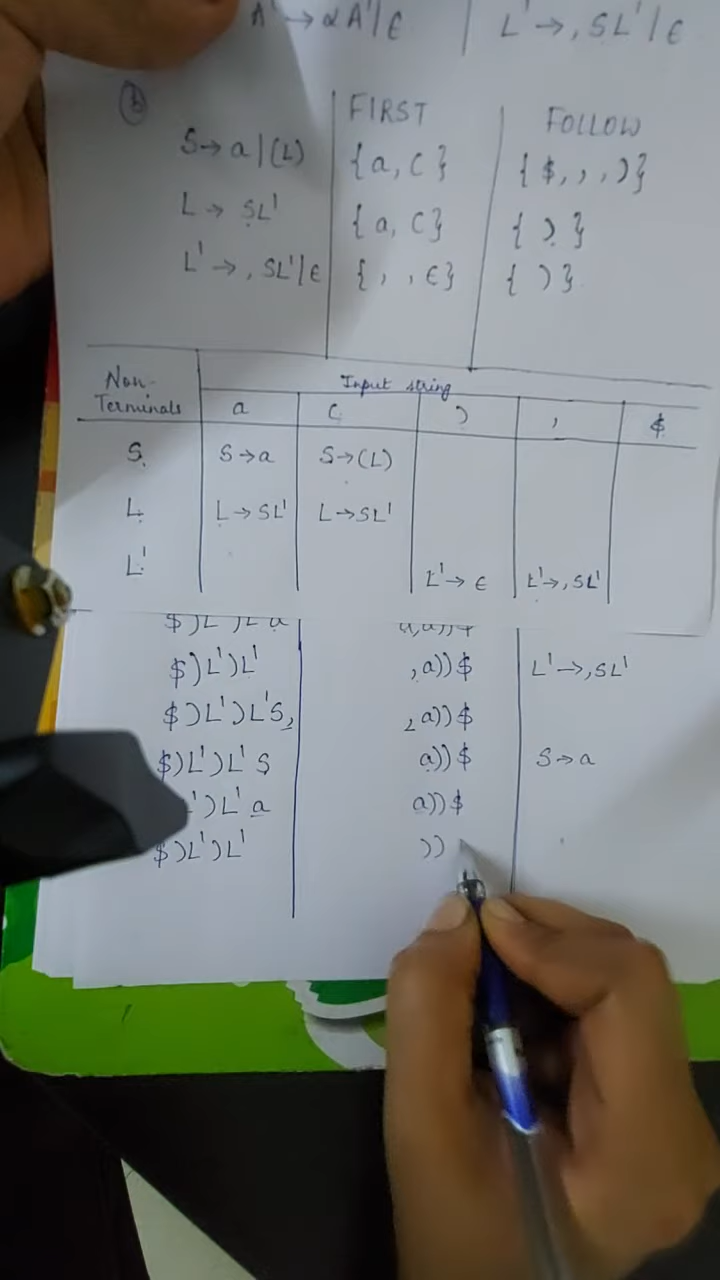 A' → αA'/ε | L' → , SL'/ε
FIRST FOLLOW
S → a | (L) {a, (} {$, , , )}
L → SL' {a, (} { ) }
L' → , SL'/ε { , , ε} { ) }
Non-Terminals Input string
a ( ) , $
S S → a S → (L)
L L → SL' L → SL'
L' L' → ε L' → , SL'
$)L')L' ,a))$ L' → , SL'
$)L')L'S, ,a))$
$)L')L'S a))$ S → a
')L'a a))$
$)L')L' ))